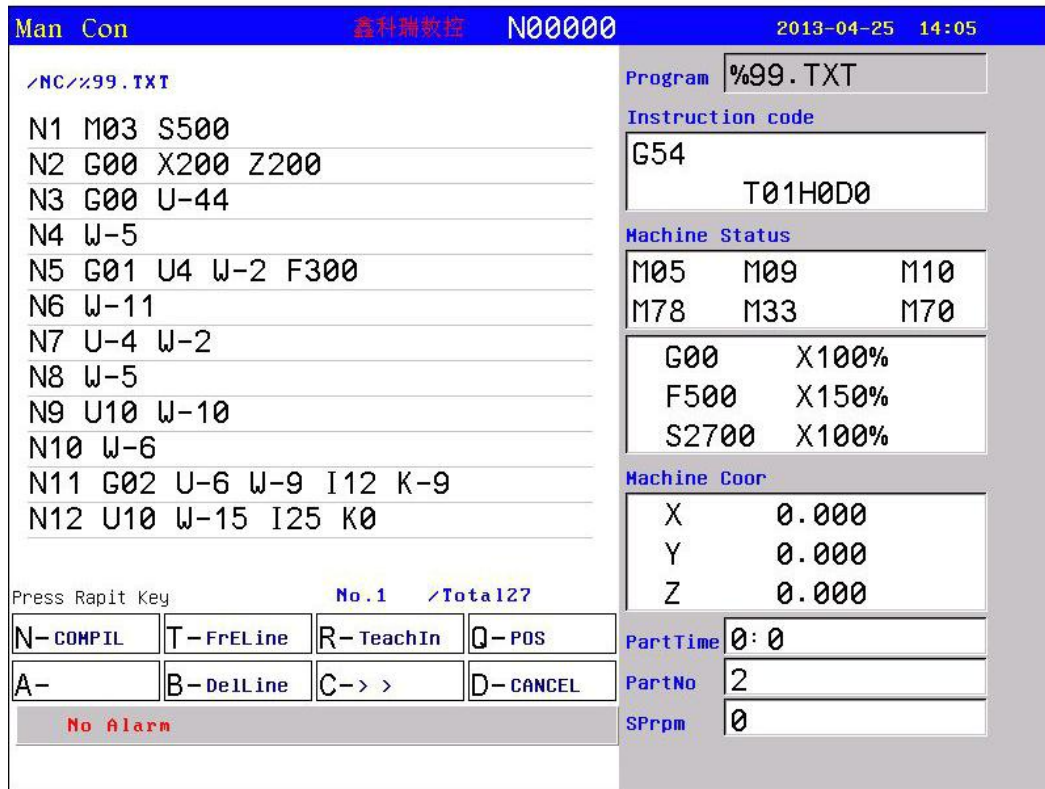 Man Con 鑫科瑞数控 N00000 2013-04-25 14:05
/NC/%99.TXT
N1 M03 S500
N2 G00 X200 Z200
N3 G00 U-44
N4 W-5
N5 G01 U4 W-2 F300
N6 W-11
N7 U-4 W-2
N8 W-5
N9 U10 W-10
N10 W-6
N11 G02 U-6 W-9 I12 K-9
N12 U10 W-15 I25 K0
Press Rapit Key No.1 /Total27
N-COMPIL T-FrELine R-TeachIn Q-POS
A- B-DelLine C->> D-CANCEL
No Alarm
Program %99.TXT
Instruction code
G54
T01H0D0
Machine Status
M05 M09 M10
M78 M33 M70
G00 X100%
F500 X150%
S2700 X100%
Machine Coor
X 0.000
Y 0.000
Z 0.000
PartTime 0:0
PartNo 2
SPrpm 0